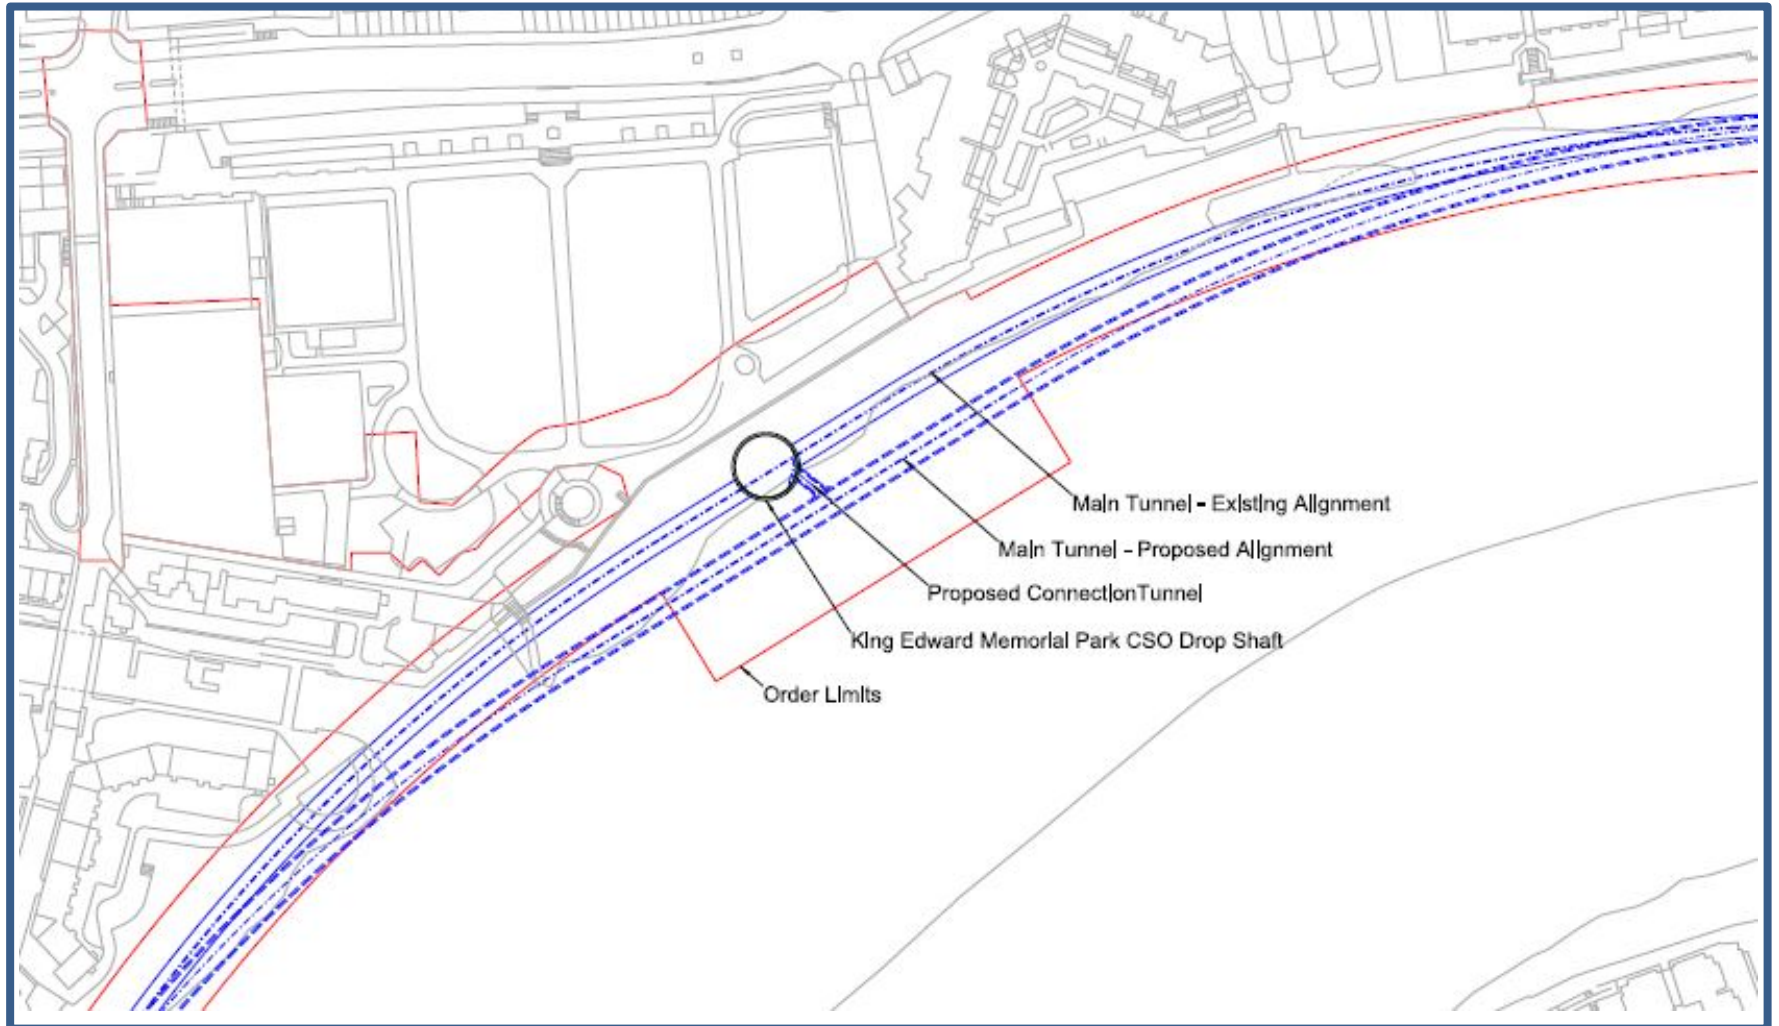 Main Tunnel - Existing Alignment
Main Tunnel - Proposed Alignment
Proposed ConnectionTunnel
King Edward Memorial Park CSO Drop Shaft
Order Limits